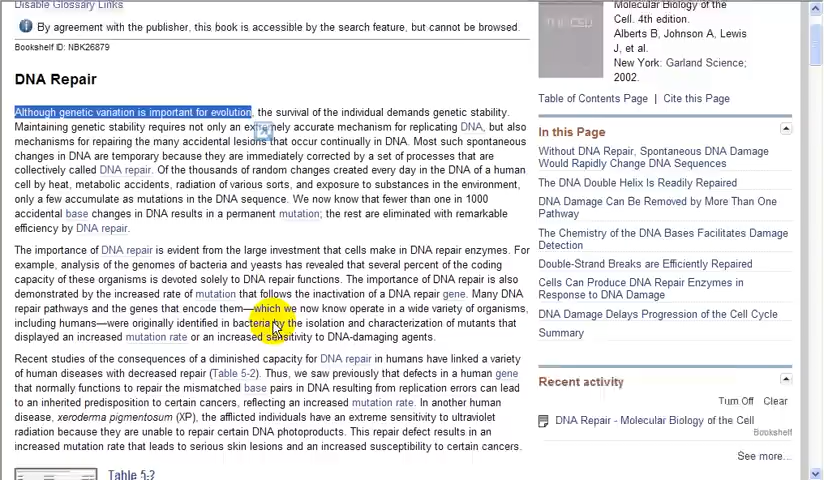 Disable Glossary Links
By agreement with the publisher, this book is accessible by the search feature, but cannot be browsed.
Bookshelf ID: NBK26879
DNA Repair
Although genetic variation is important for evolution, the survival of the individual demands genetic stability.
Maintaining genetic stability requires not only an extremely accurate mechanism for replicating DNA, but also
mechanisms for repairing the many accidental lesions that occur continually in DNA. Most such spontaneous
changes in DNA are temporary because they are immediately corrected by a set of processes that are
collectively called DNA repair. Of the thousands of random changes created every day in the DNA of a human
cell by heat, metabolic accidents, radiation of various sorts, and exposure to substances in the environment,
only a few accumulate as mutations in the DNA sequence. We now know that fewer than one in 1000
accidental base changes in DNA results in a permanent mutation; the rest are eliminated with remarkable
efficiency by DNA repair.
The importance of DNA repair is evident from the large investment that cells make in DNA repair enzymes. For
example, analysis of the genomes of bacteria and yeasts has revealed that several percent of the coding
capacity of these organisms is devoted solely to DNA repair functions. The importance of DNA repair is also
demonstrated by the increased rate of mutation that follows the inactivation of a DNA repair gene. Many DNA
repair pathways and the genes that encode them—which we now know operate in a wide variety of organisms,
including humans—were originally identified in bacteria by the isolation and characterization of mutants that
displayed an increased mutation rate or an increased sensitivity to DNA-damaging agents.
Recent studies of the consequences of a diminished capacity for DNA repair in humans have linked a variety
of human diseases with decreased repair (Table 5-2). Thus, we saw previously that defects in a human gene
that normally functions to repair the mismatched base pairs in DNA resulting from replication errors can lead
to an inherited predisposition to certain cancers, reflecting an increased mutation rate. In another human
disease, xeroderma pigmentosum (XP), the afflicted individuals have an extreme sensitivity to ultraviolet
radiation because they are unable to repair certain DNA photoproducts. This repair defect results in an
increased mutation rate that leads to serious skin lesions and an increased susceptibility to certain cancers.
Table 5-2
THE CELL
Molecular Biology of the
Cell. 4th edition.
Alberts B, Johnson A, Lewis
J, et al.
New York: Garland Science;
2002.
Table of Contents Page | Cite this Page
In this Page
Without DNA Repair, Spontaneous DNA Damage
Would Rapidly Change DNA Sequences
The DNA Double Helix Is Readily Repaired
DNA Damage Can Be Removed by More Than One
Pathway
The Chemistry of the DNA Bases Facilitates Damage
Detection
Double-Strand Breaks are Efficiently Repaired
Cells Can Produce DNA Repair Enzymes in
Response to DNA Damage
DNA Damage Delays Progression of the Cell Cycle
Summary
Recent activity
Turn Off Clear
DNA Repair - Molecular Biology of the Cell
Bookshelf
See more...